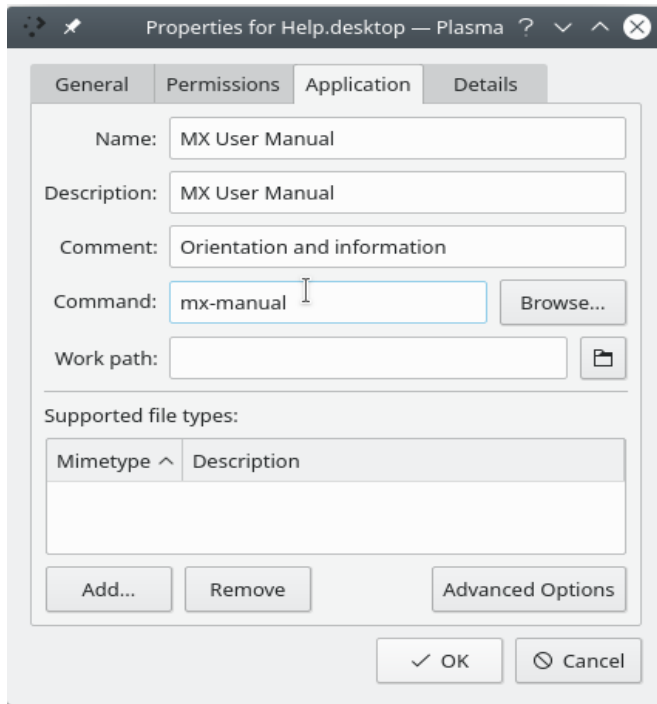 Properties for Help.desktop — Plasma ?
General Permissions Application Details
Name: MX User Manual
Description: MX User Manual
Comment: Orientation and information
Command: mx-manual Browse...
Work path:
Supported file types:
Mimetype Description
Add... Remove Advanced Options
OK Cancel